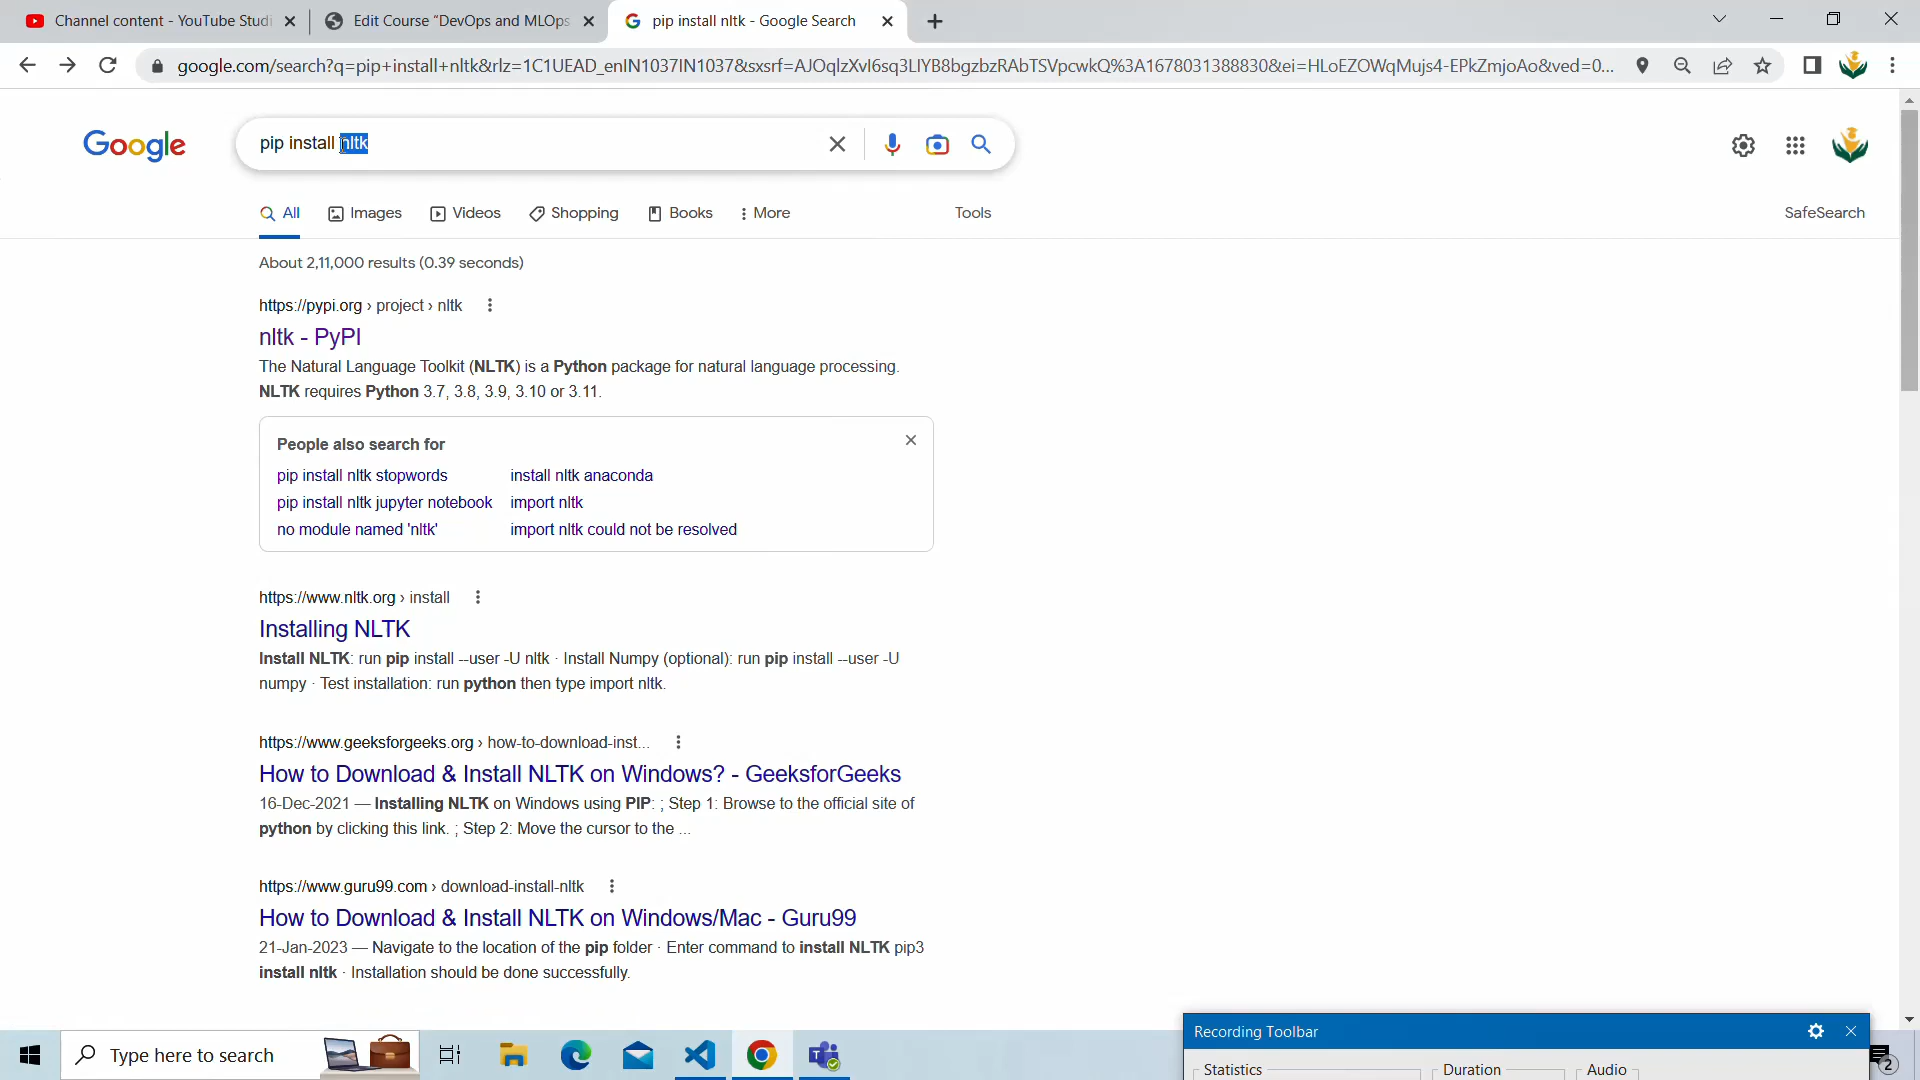 Channel content - YouTube Studi
Edit Course "DevOps and MLOps
pip install nltk - Google Search
google.com/search?q=pip+install+nltk&rlz=1C1UEAD_enIN1037IN1037&sxsrf=AJOqlzXvI6sq3LIYB8bgzbzRAbTSVpcwkQ%3A1678031388830&ei=HLoEZOWqMujs4-EPkZmjoAo&ved=0...
Google
pip install nltk
All
Images
Videos
Shopping
Books
More
Tools
SafeSearch
About 2,11,000 results (0.39 seconds)
https://pypi.org › project › nltk
nltk - PyPI
The Natural Language Toolkit (NLTK) is a Python package for natural language processing.
NLTK requires Python 3.7, 3.8, 3.9, 3.10 or 3.11.
People also search for
pip install nltk stopwords
install nltk anaconda
pip install nltk jupyter notebook
import nltk
no module named 'nltk'
import nltk could not be resolved
https://www.nltk.org › install
Installing NLTK
Install NLTK: run pip install --user -U nltk · Install Numpy (optional): run pip install --user -U
numpy · Test installation: run python then type import nltk.
https://www.geeksforgeeks.org › how-to-download-inst...
How to Download & Install NLTK on Windows? - GeeksforGeeks
16-Dec-2021 — Installing NLTK on Windows using PIP: ; Step 1: Browse to the official site of
python by clicking this link. ; Step 2: Move the cursor to the ...
https://www.guru99.com › download-install-nltk
How to Download & Install NLTK on Windows/Mac - Guru99
21-Jan-2023 — Navigate to the location of the pip folder · Enter command to install NLTK pip3
install nltk · Installation should be done successfully.
Recording Toolbar
Statistics
Duration
Audio
Type here to search
2